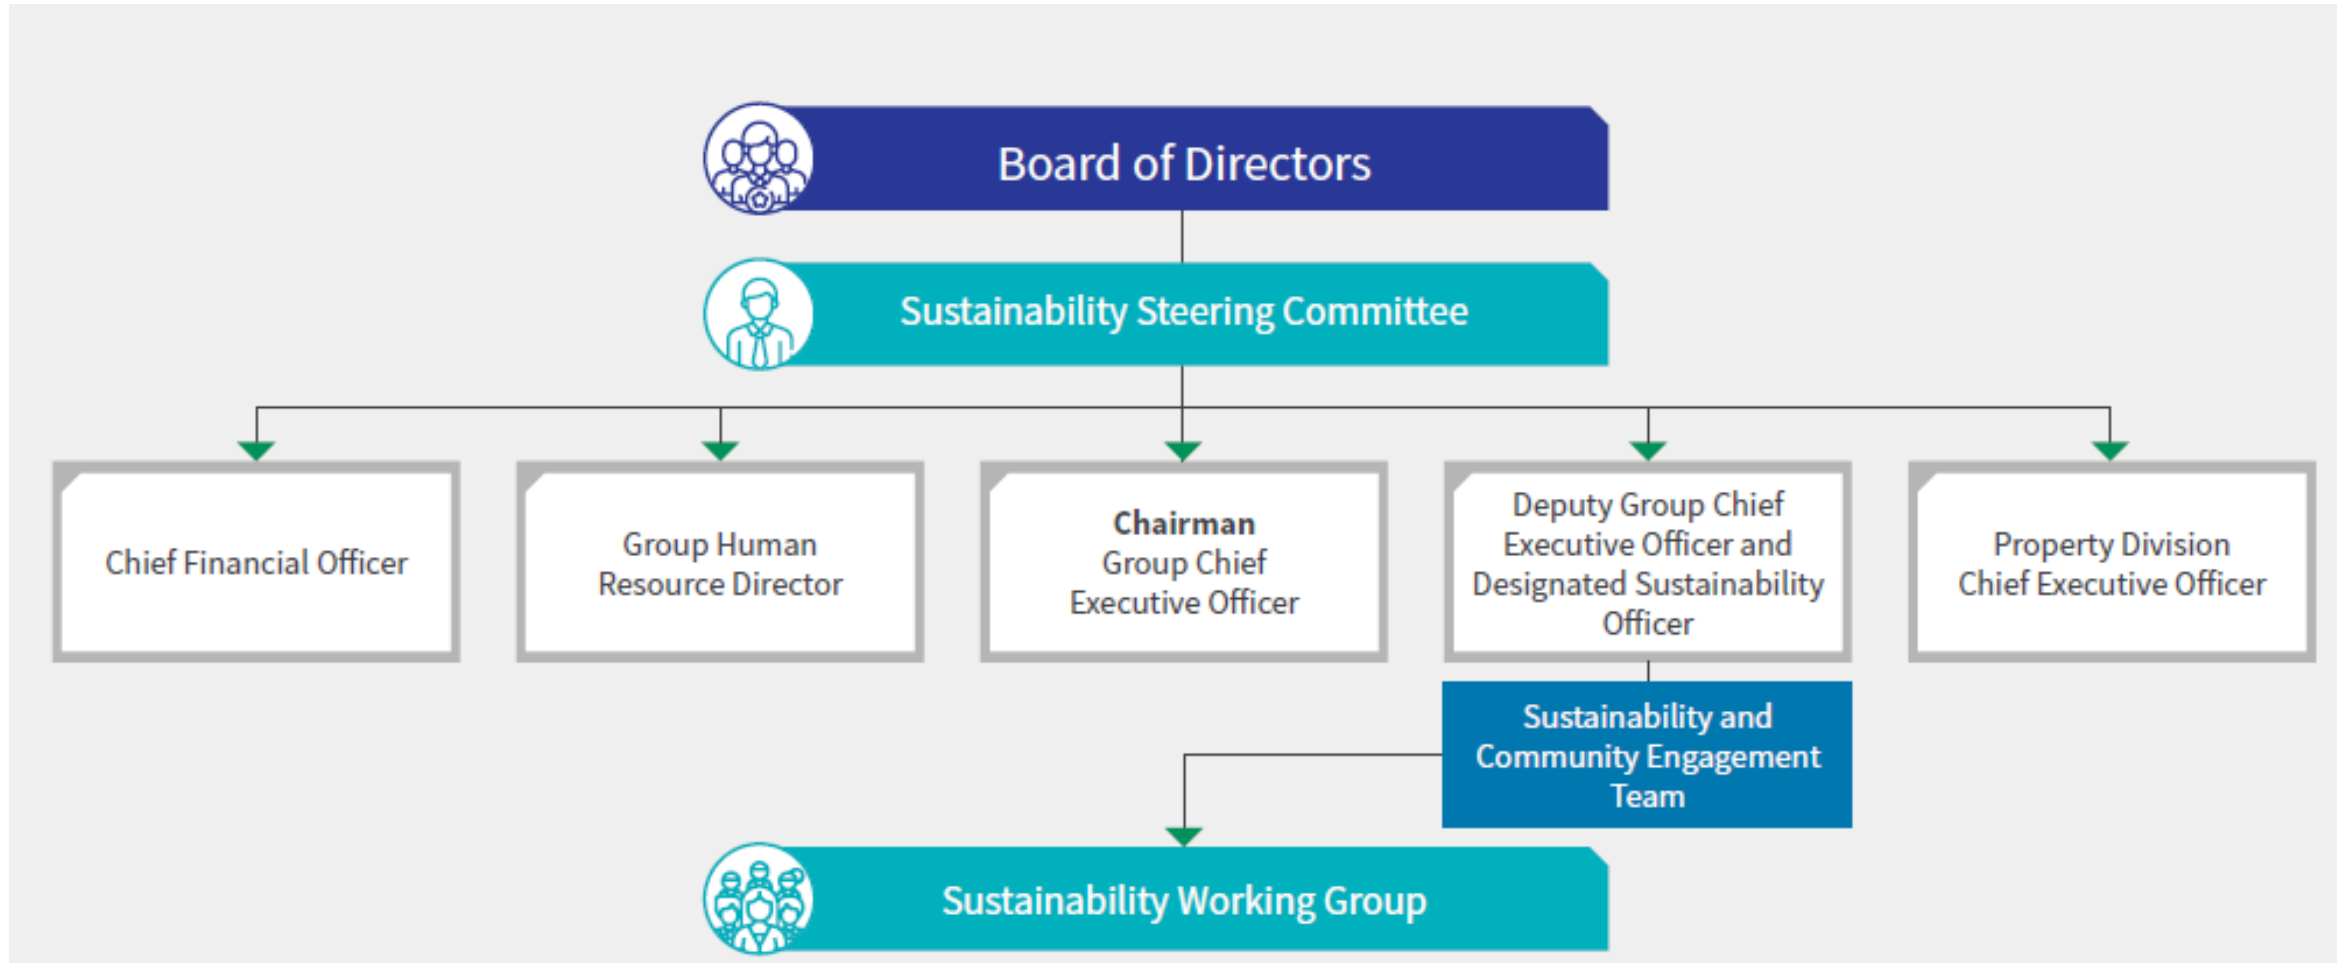 Board of Directors
Sustainability Steering Committee
Chief Financial Officer
Group Human
Resource Director
Chairman
Group Chief
Executive Officer
Deputy Group Chief
Executive Officer and
Designated Sustainability
Officer
Property Division
Chief Executive Officer
Sustainability and
Community Engagement
Team
Sustainability Working Group